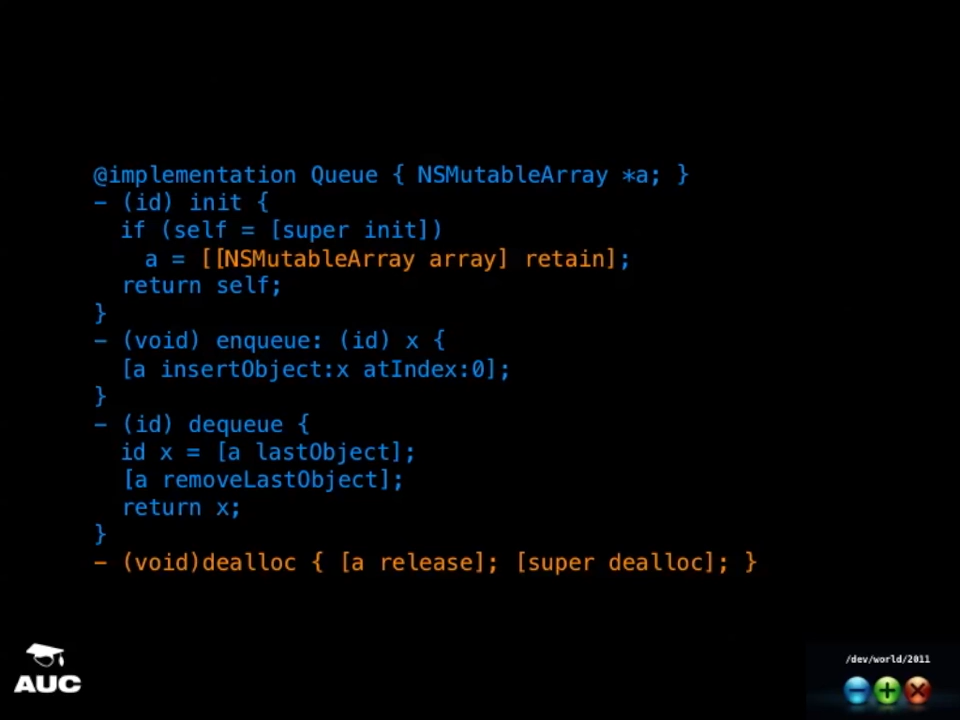 @implementation Queue { NSMutableArray *a; }
- (id) init {
if (self = [super init])
a = [[NSMutableArray array] retain];
return self;
}
- (void) enqueue: (id) x {
[a insertObject:x atIndex:0];
}
- (id) dequeue {
id x = [a lastObject];
[a removeLastObject];
return x;
}
- (void)dealloc { [a release]; [super dealloc]; }
AUC
/dev/world/2011